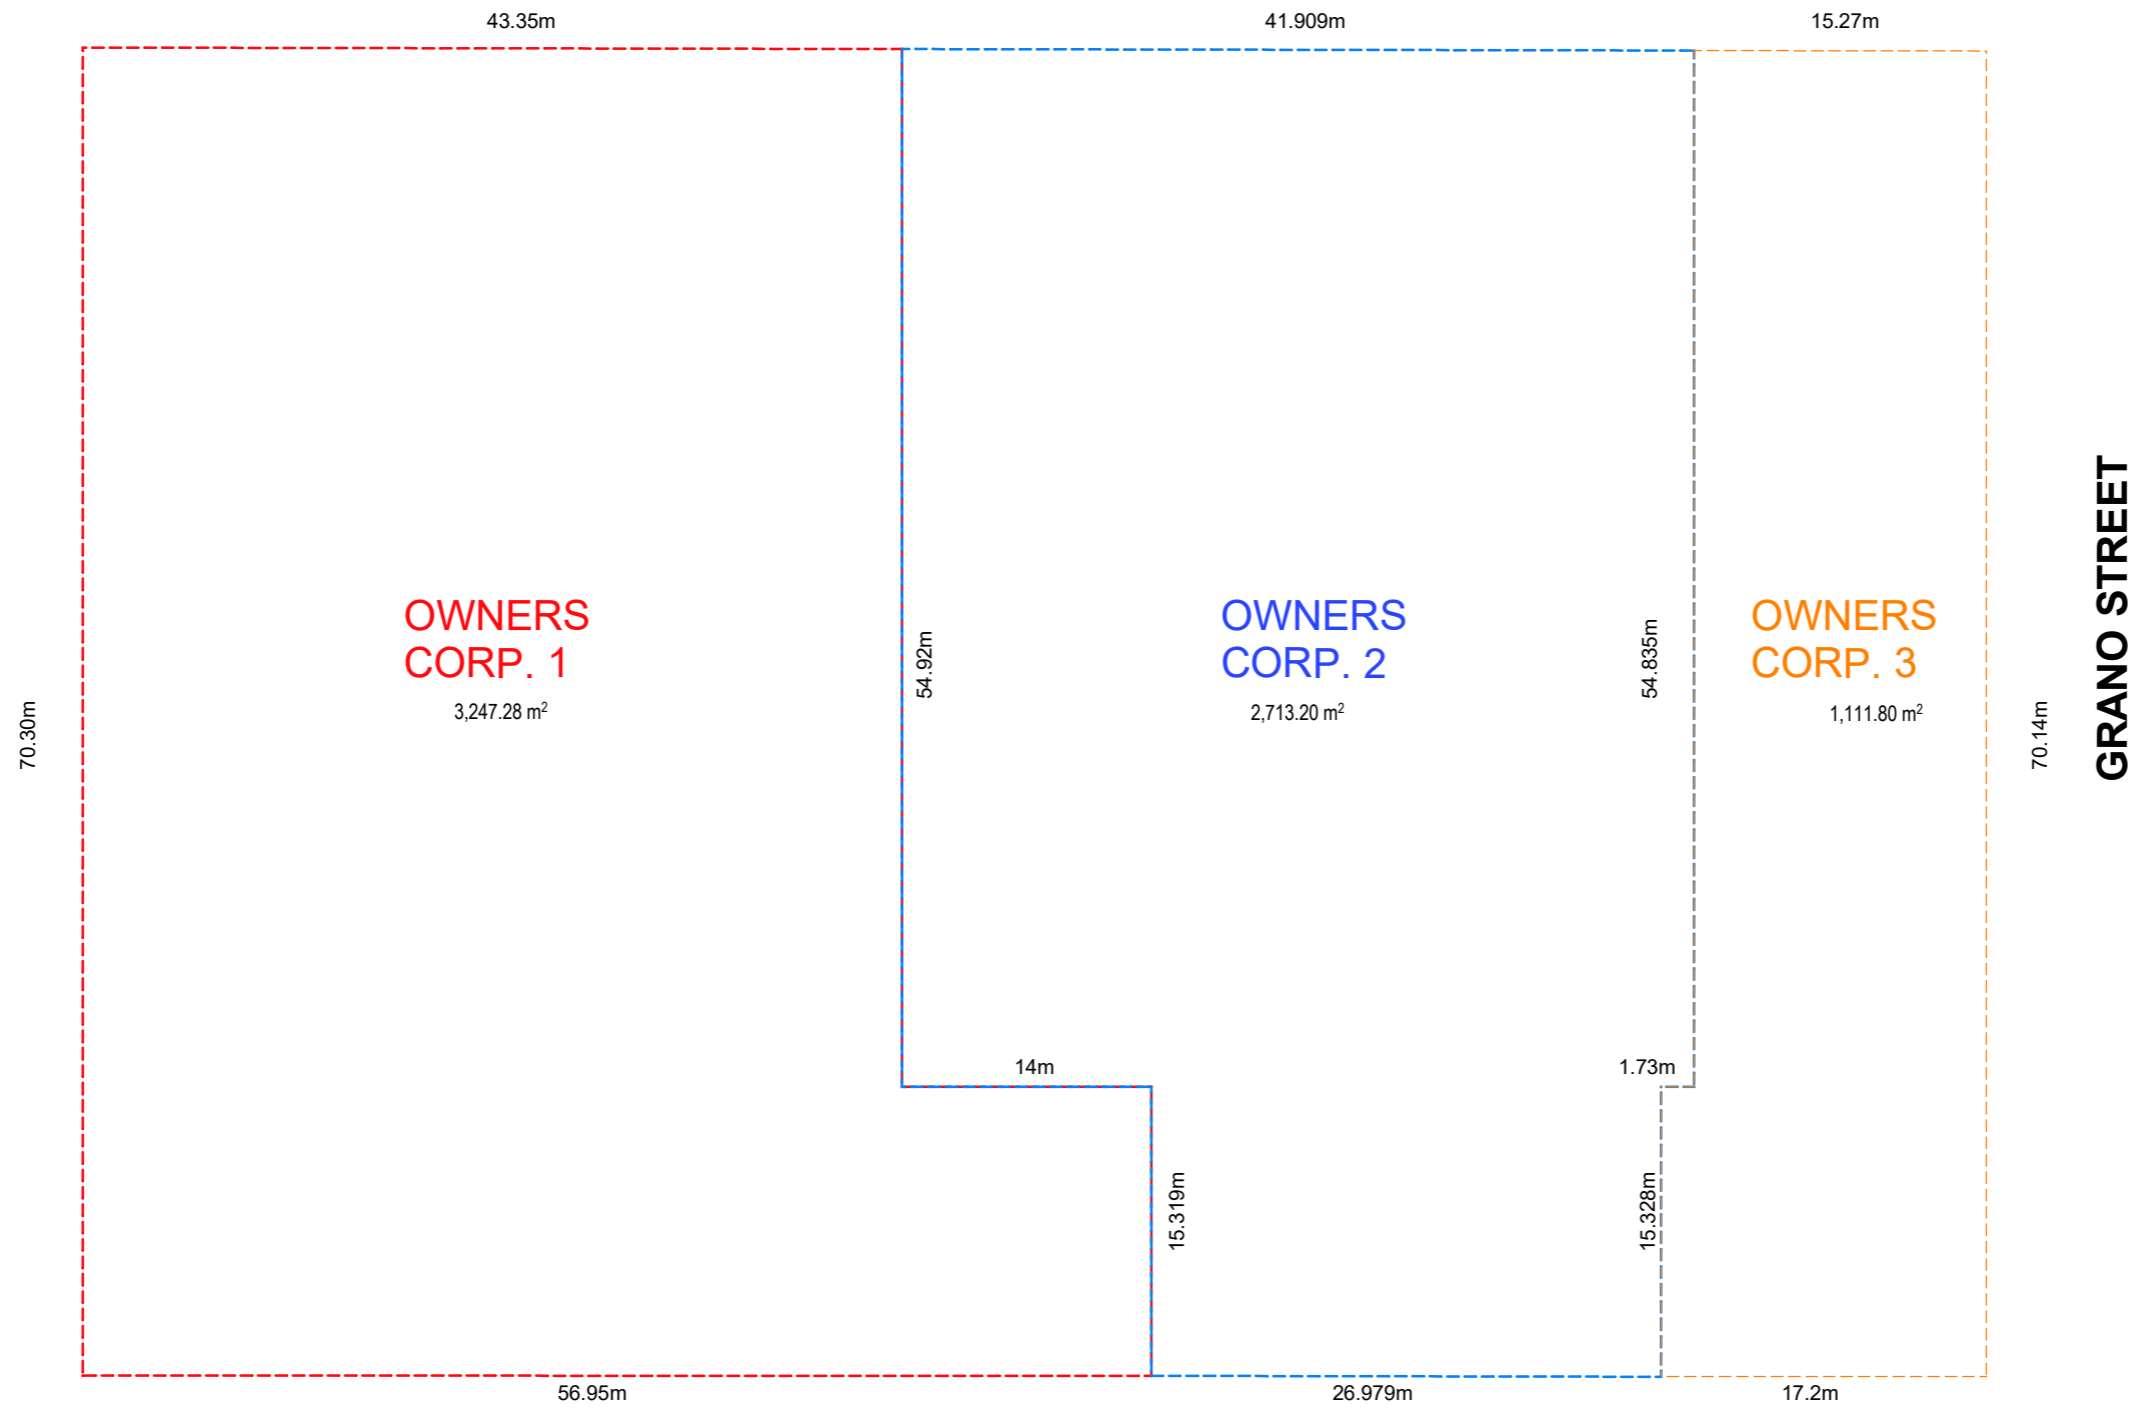 43.35m
41.909m
15.27m
OWNERS
CORP. 1
3,247.28 m²
OWNERS
CORP. 2
2,713.20 m²
OWNERS
CORP. 3
1,111.80 m²
70.30m
54.92m
54.835m
70.14m
GRANO STREET
14m
1.73m
15.319m
15.328m
56.95m
26.979m
17.2m